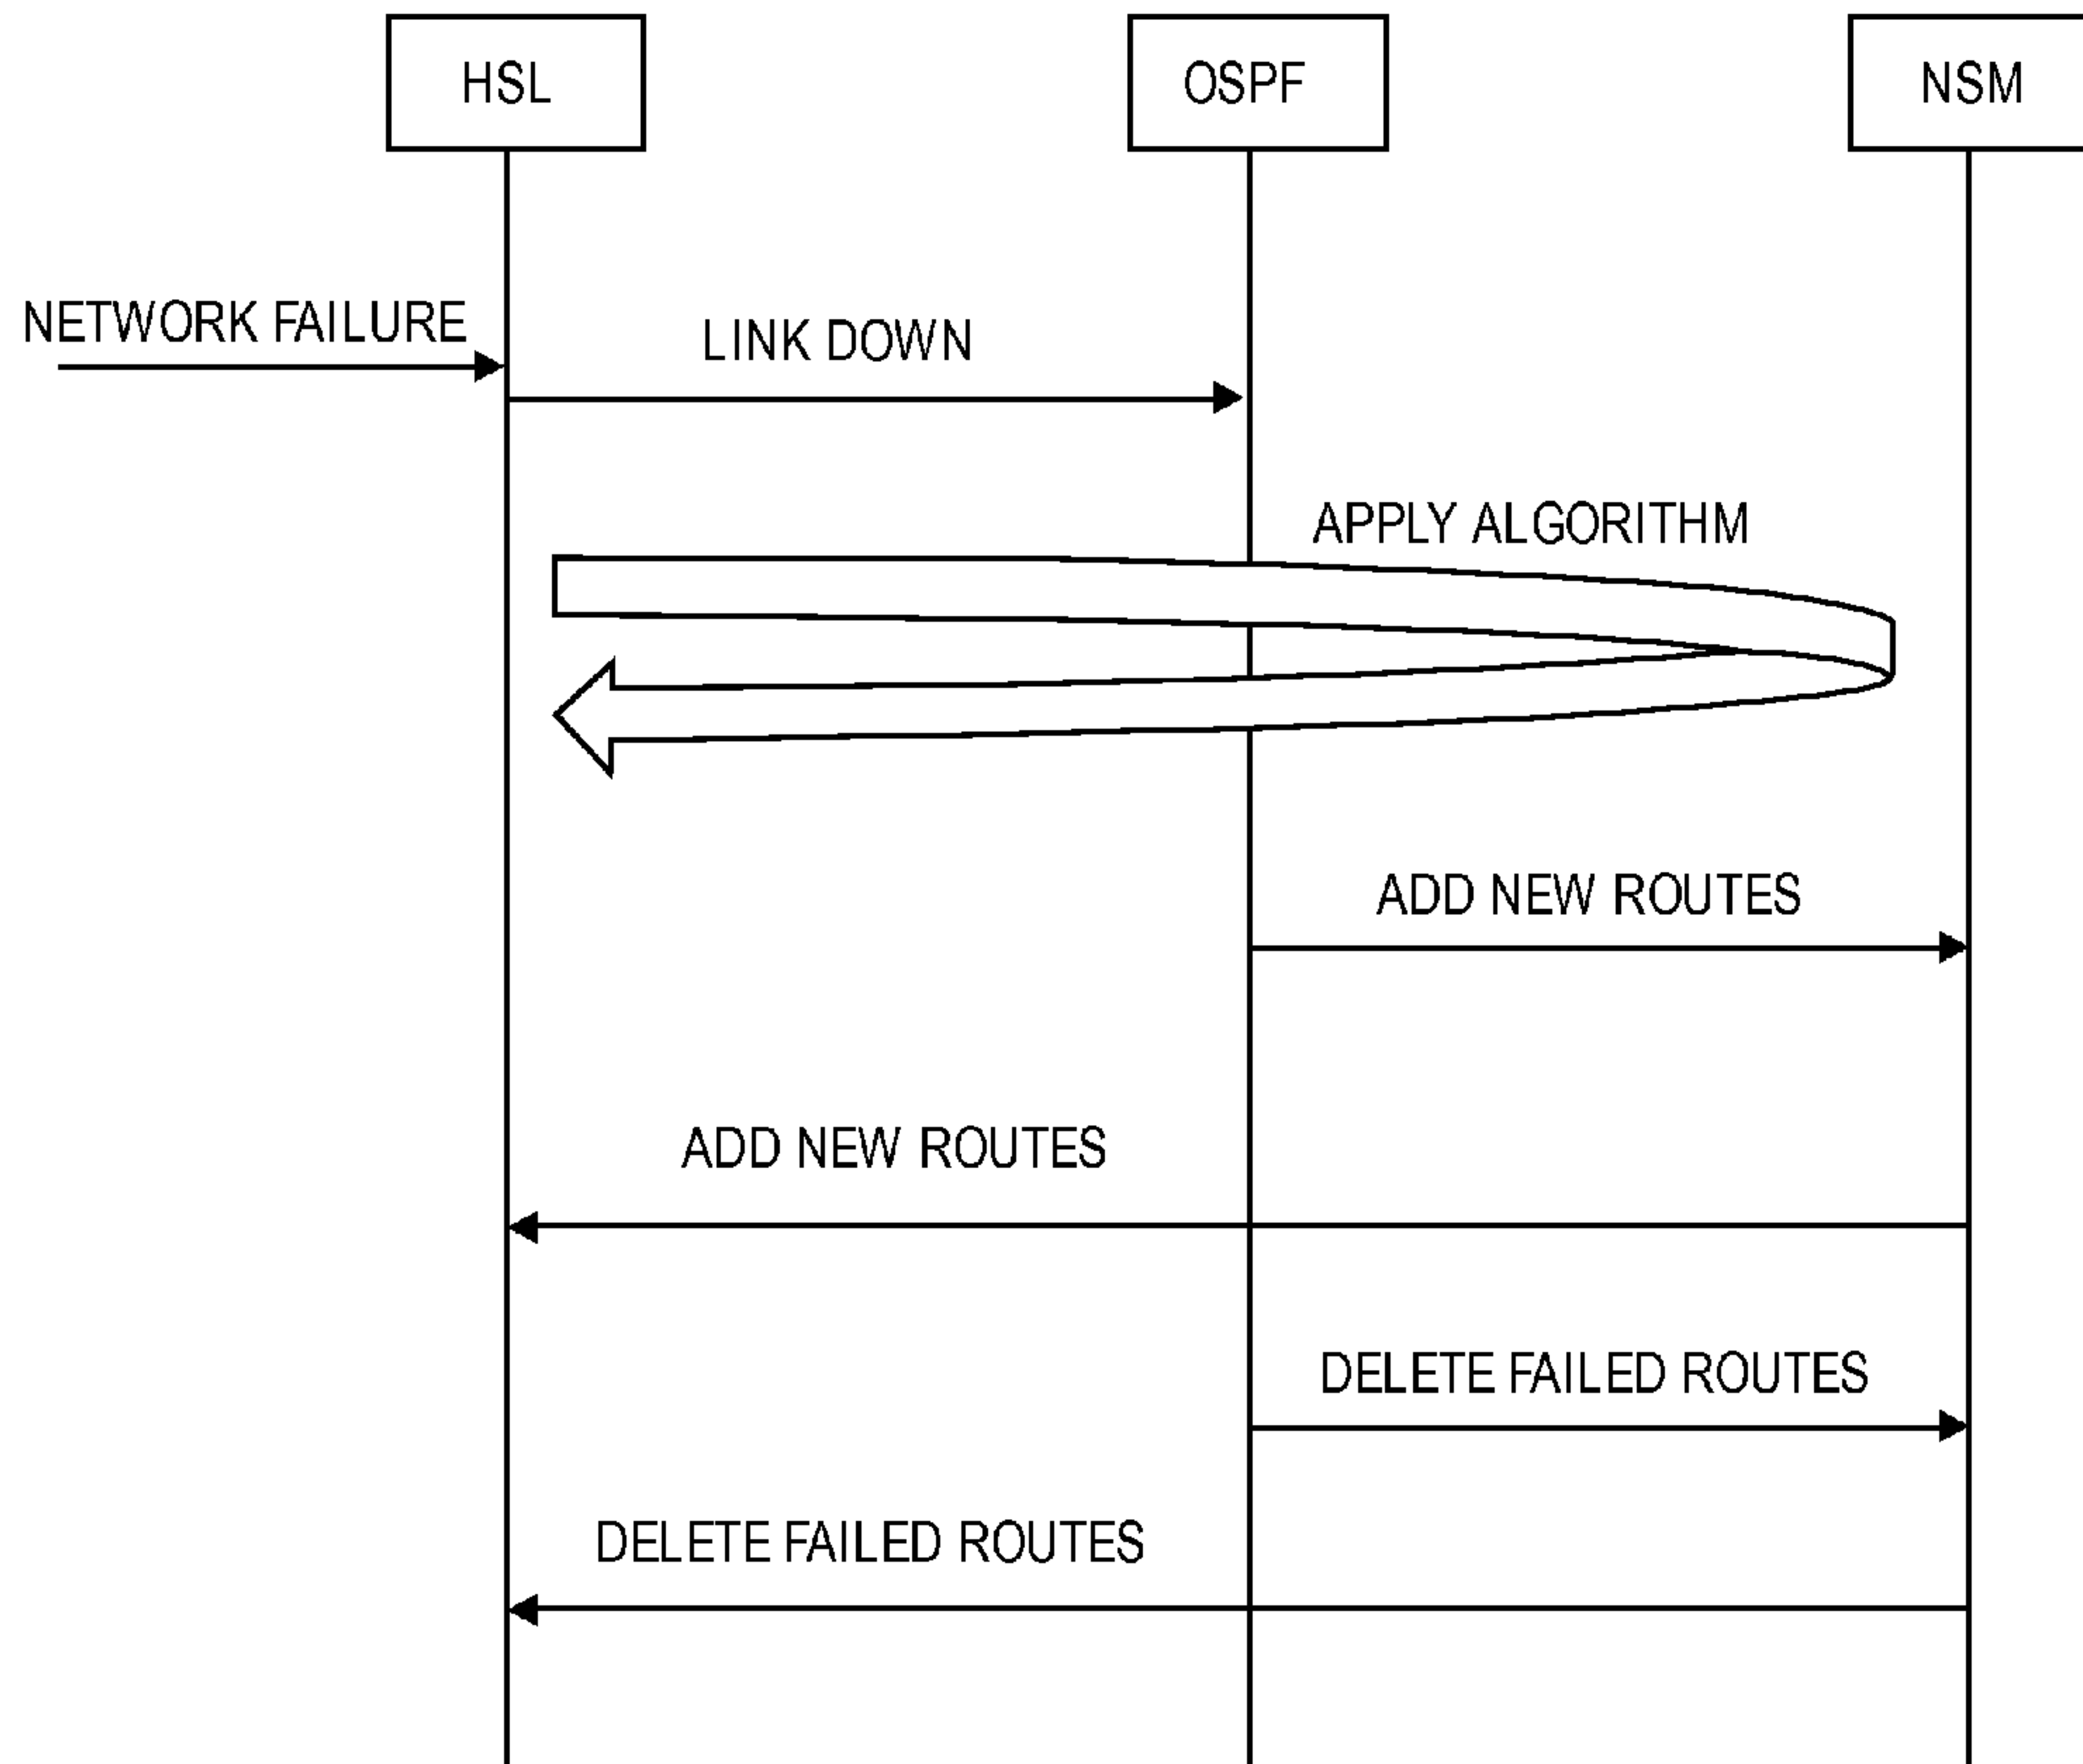 HSL
OSPF
NSM
NETWORK FAILURE
LINK DOWN
APPLY ALGORITHM
ADD NEW ROUTES
ADD NEW ROUTES
DELETE FAILED ROUTES
DELETE FAILED ROUTES